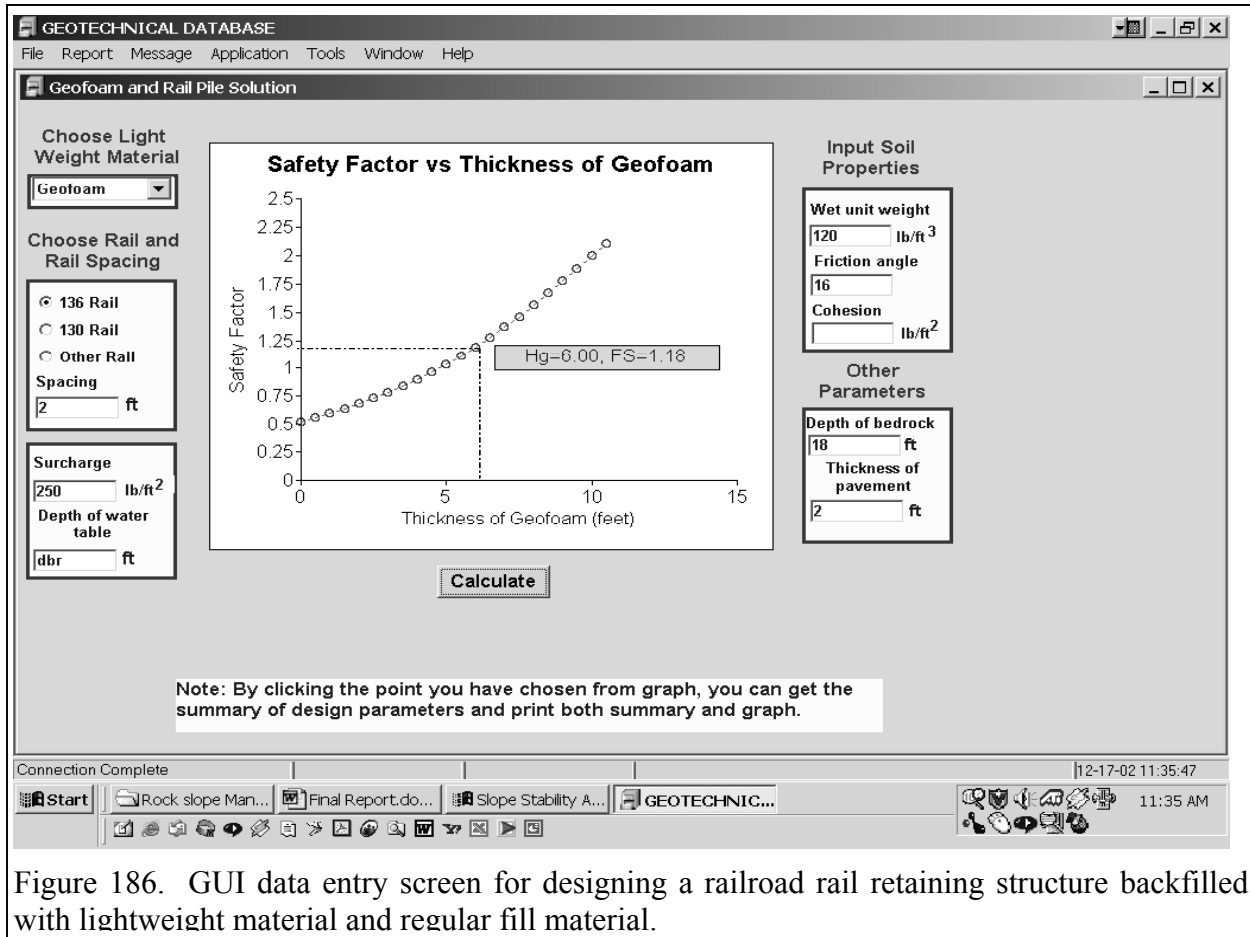 GEOTECHNICAL DATABASE
File Report Message Application Tools Window Help
Geofoam and Rail Pile Solution
Choose Light
Weight Material
Geofoam
Choose Rail and
Rail Spacing
136 Rail
130 Rail
Other Rail
Spacing
2 ft
Surcharge
250 lb/ft2
Depth of water
table
dbr ft
Safety Factor vs Thickness of Geofoam
Safety Factor
2.5
2.25
2
1.75
1.5
1.25
1
0.75
0.5
0.25
0
Hg=6.00, FS=1.18
0 5 10 15
Thickness of Geofoam (feet)
Calculate
Input Soil
Properties
Wet unit weight
120 lb/ft3
Friction angle
16
Cohesion
lb/ft2
Other
Parameters
Depth of bedrock
18 ft
Thickness of
pavement
2 ft
Note: By clicking the point you have chosen from graph, you can get the
summary of design parameters and print both summary and graph.
Connection Complete
12-17-02 11:35:47
Start Rock slope Man... Final Report.do... Slope Stability A... GEOTECHNIC... 11:35 AM
Figure 186. GUI data entry screen for designing a railroad rail retaining structure backfilled
with lightweight material and regular fill material.